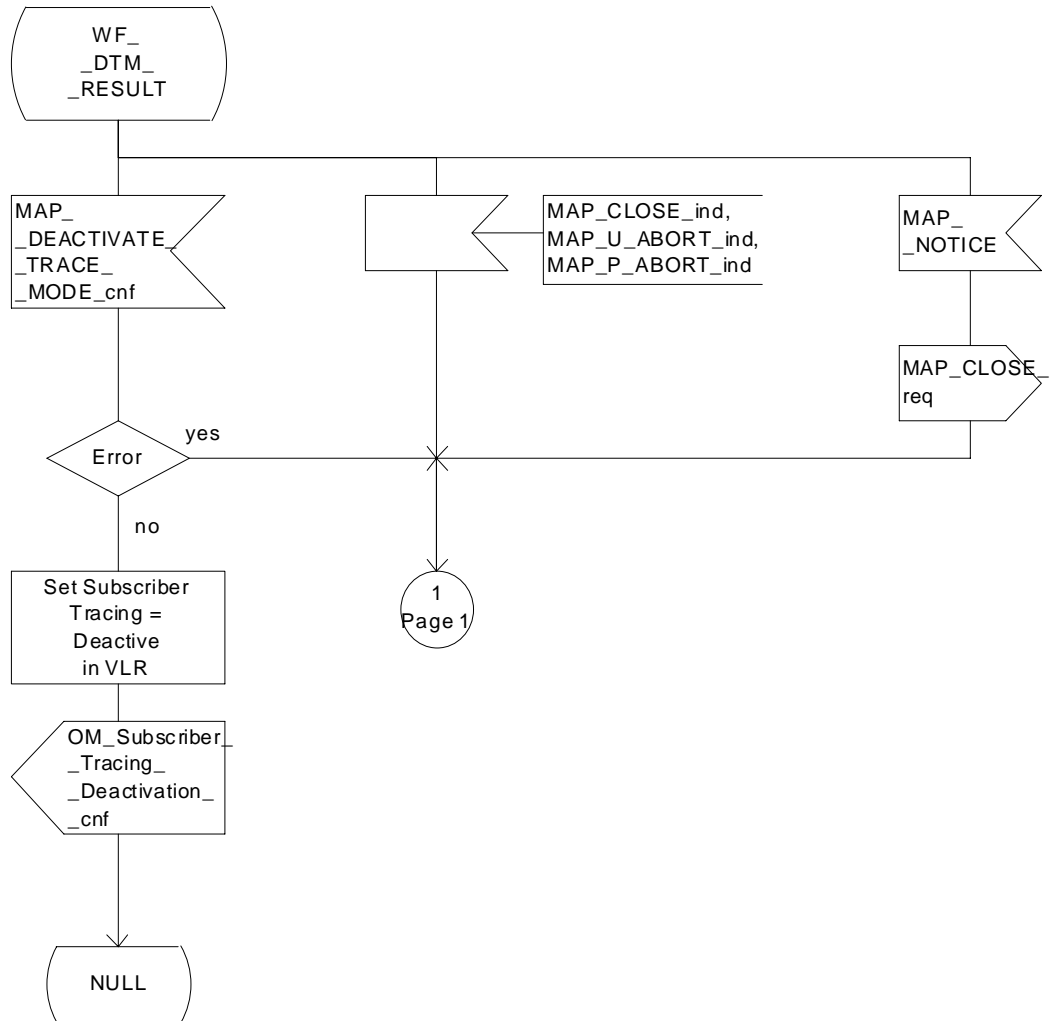 WF_
_DTM_
_RESULT
MAP_
_DEACTIVATE_
_TRACE_
_MODE_cnf
MAP_CLOSE_ind,
MAP_U_ABORT_ind,
MAP_P_ABORT_ind
MAP_
_NOTICE
MAP_CLOSE_
req
Error
yes
no
Set Subscriber
Tracing =
Deactive
in VLR
1
Page 1
OM_Subscriber_
_Tracing_
_Deactivation_
_cnf
NULL